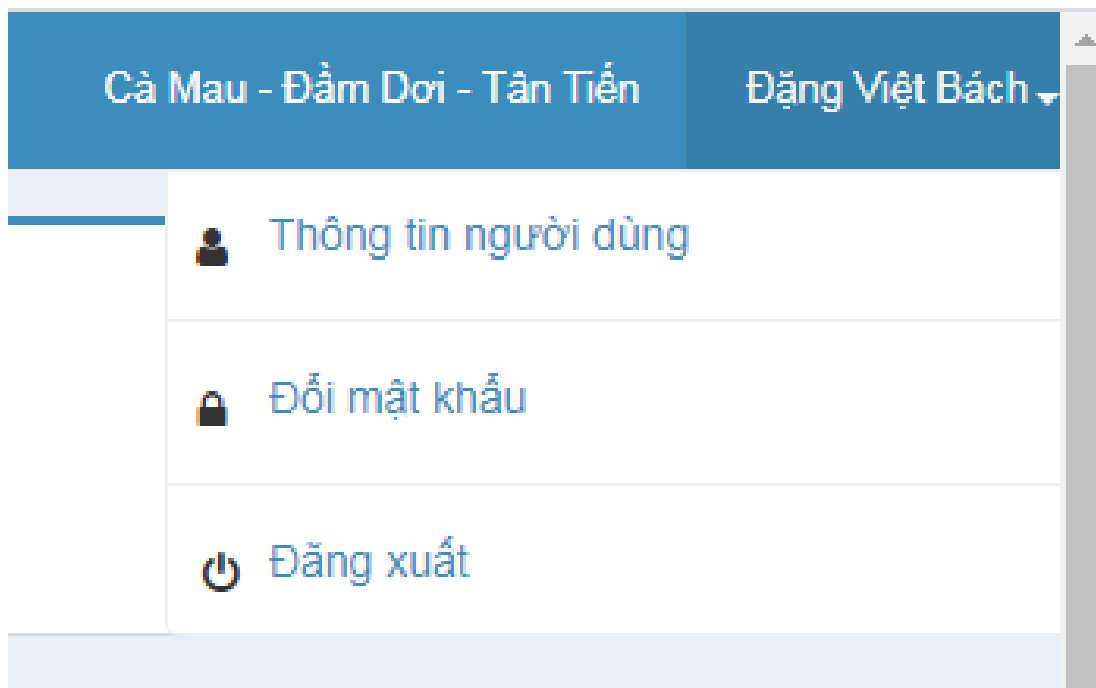 Cà Mau - Đầm Dơi - Tân Tiến Đặng Việt Bách
Thông tin người dùng
Đổi mật khẩu
Đăng xuất